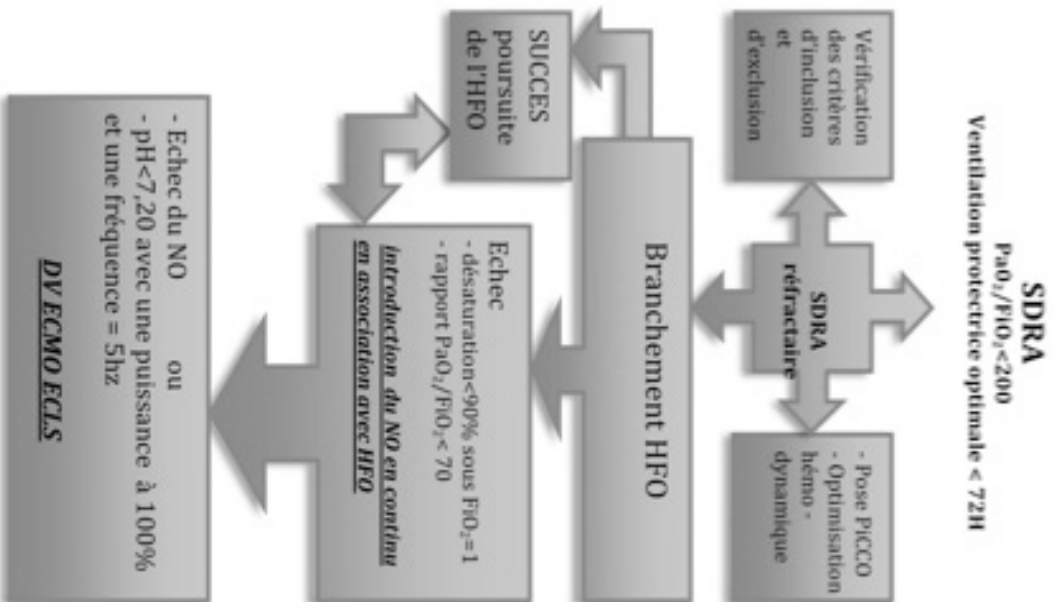 SDRA
PaO₂/FiO₂<200
Ventilation protectrice optimale < 72H
Vérification
des critères
d'inclusion
et
d'exclusion
SDRA
réfractaire
- Pose PiCCO
- Optimisation
hémo -
dynamique
Branchement HFO
SUCCES
poursuite
de l'HFO
Echec
- désaturation<90% sous FiO₂=1
- rapport PaO₂/FiO₂< 70
introduction du NO en continu
en association avec HFO
- Echec du NO ou
- pH<7,20 avec une puissance à 100%
et une fréquence = 5hz
DV ECMO ECLS